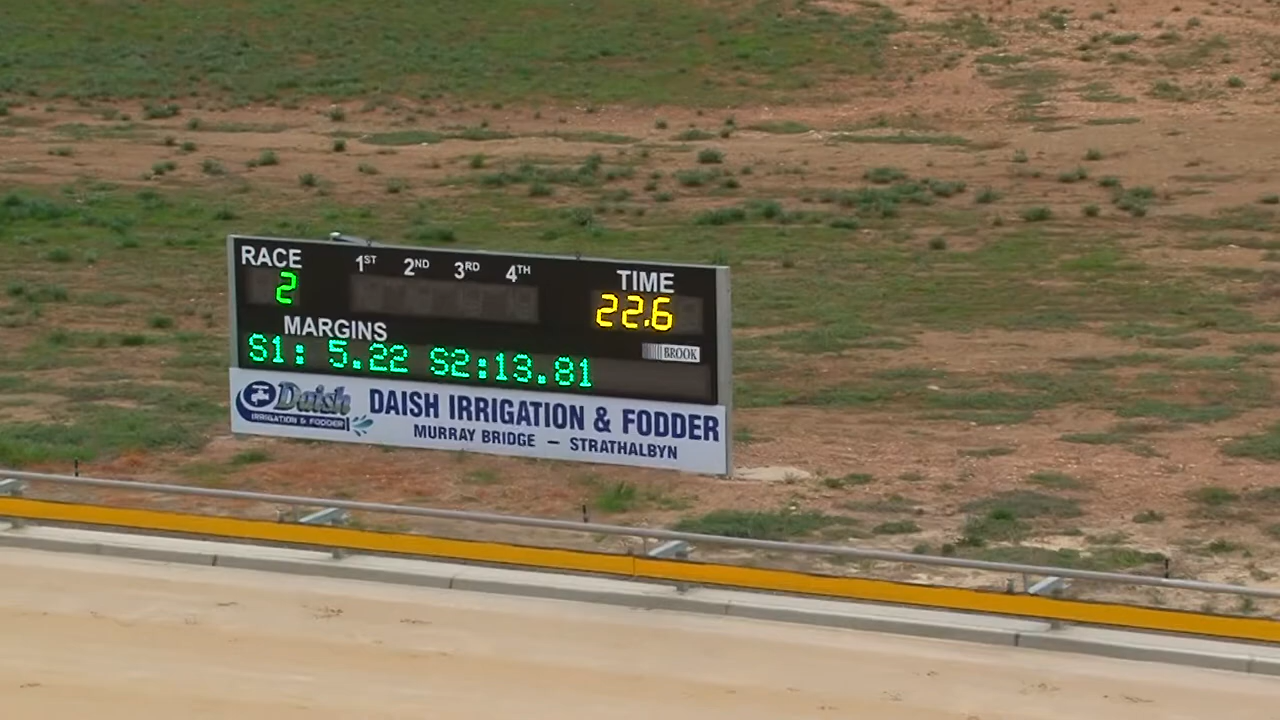 RACE 1ST 2ND 3RD 4TH TIME
2 22.6
MARGINS
BROOK
S1: 5.22 S2:13.81
Daish
IRRIGATION & FODDER
DAISH IRRIGATION & FODDER
MURRAY BRIDGE – STRATHALBYN